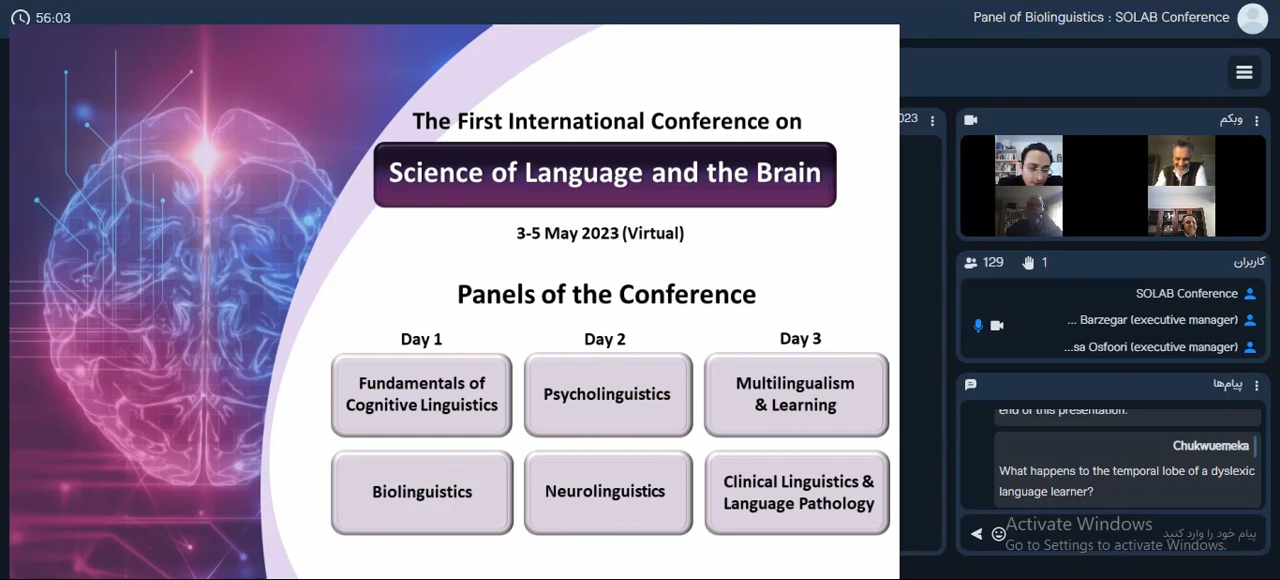 56:03
Panel of Biolinguistics : SOLAB Conference
The First International Conference on
Science of Language and the Brain
3-5 May 2023 (Virtual)
Panels of the Conference
Day 1
Day 2
Day 3
Fundamentals of
Cognitive Linguistics
Psycholinguistics
Multilingualism
& Learning
Biolinguistics
Neurolinguistics
Clinical Linguistics &
Language Pathology
023
وبکم
129
1
کاربران
SOLAB Conference
... Barzegar (executive manager)
...sa Osfoori (executive manager)
پیام‌ها
end of this presentation.
Chukwuemeka
What happens to the temporal lobe of a dyslexic
language learner?
پیام خود را وارد کنید
Activate Windows
Go to Settings to activate Windows.